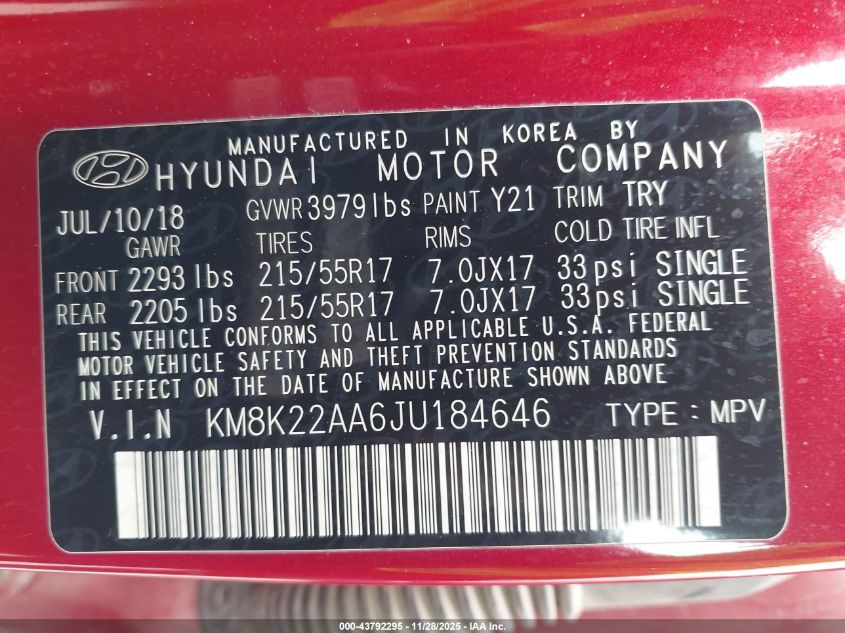 MANUFACTURED IN KOREA BY
HYUNDAI MOTOR COMPANY
JUL/10/18 GVWR 3979lbs PAINT Y21 TRIM TRY
GAWR TIRES RIMS COLD TIRE INFL
FRONT 2293 lbs 215/55R17 7.0JX17 33psi SINGLE
REAR 2205 lbs 215/55R17 7.0JX17 33psi SINGLE
THIS VEHICLE CONFORMS TO ALL APPLICABLE U.S.A. FEDERAL
MOTOR VEHICLE SAFETY AND THEFT PREVENTION STANDARDS
IN EFFECT ON THE DATE OF MANUFACTURE SHOWN ABOVE
V.I.N KM8K22AA6JU184646 TYPE : MPV
000-43792295 - 11/28/2025 - IAA Inc.